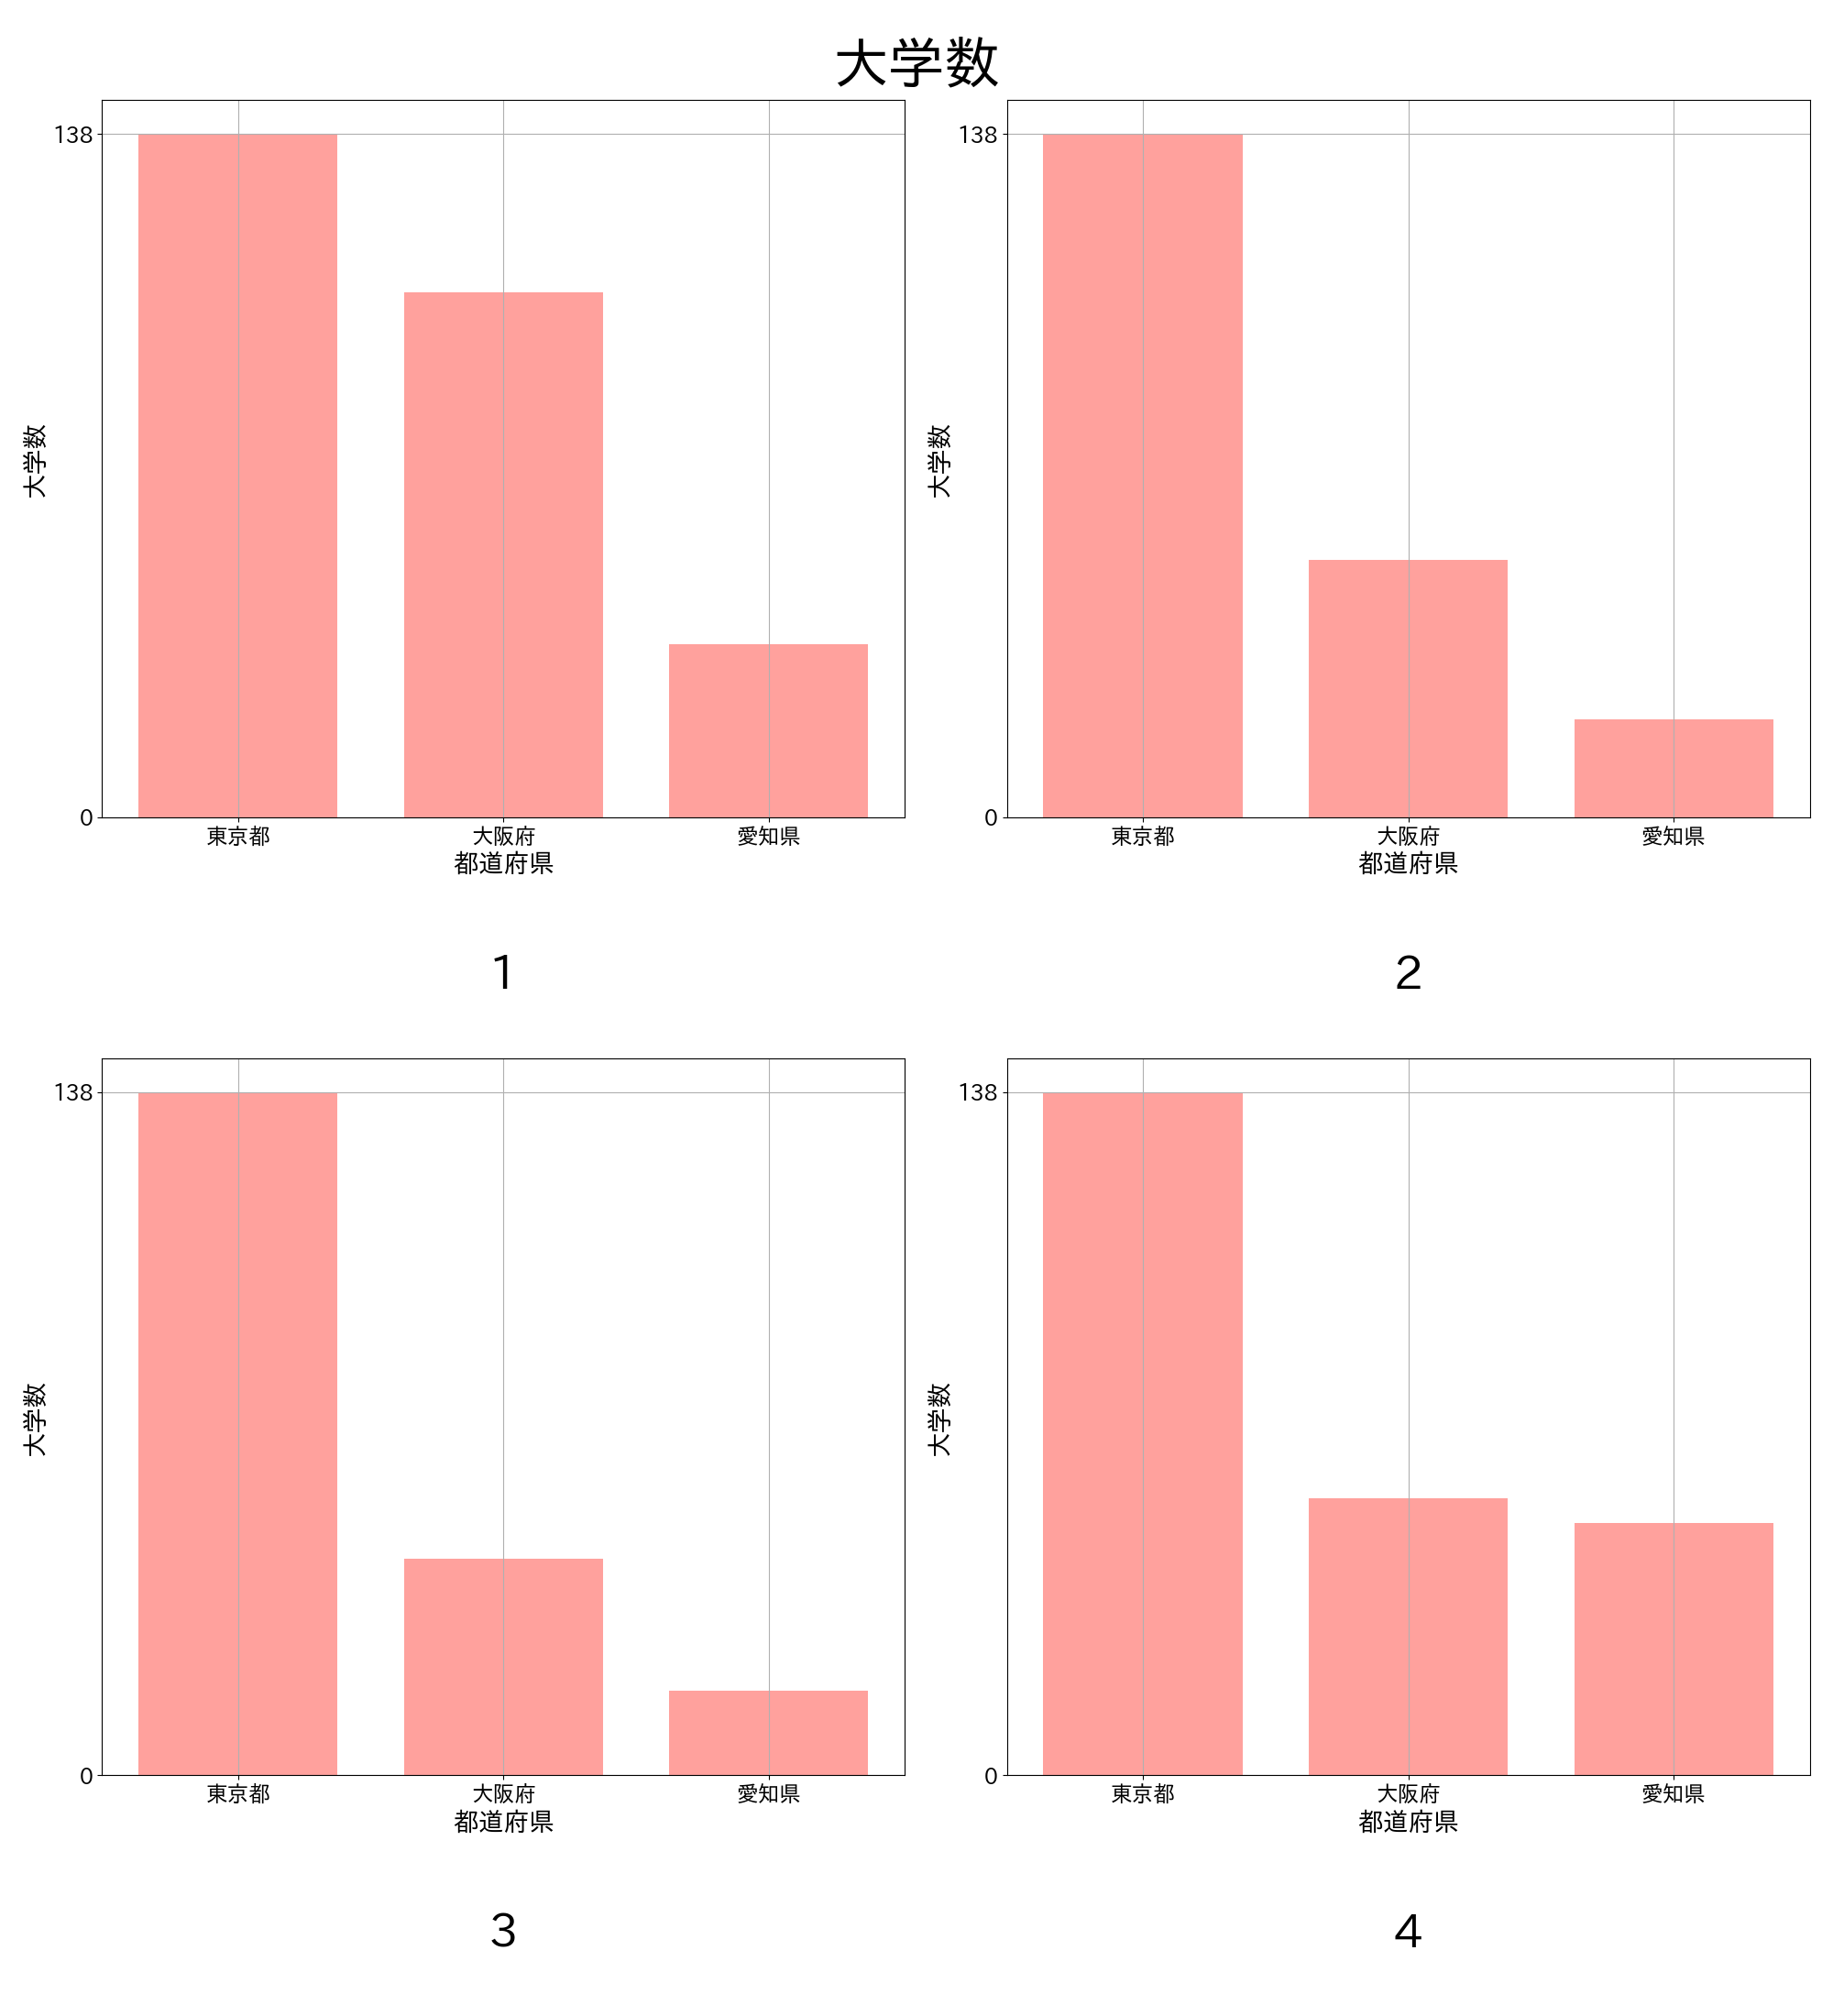 大学数
138
0
大学数
東京都 大阪府 愛知県
都道府県
1
138
0
大学数
東京都 大阪府 愛知県
都道府県
2
138
0
大学数
東京都 大阪府 愛知県
都道府県
3
138
0
大学数
東京都 大阪府 愛知県
都道府県
4